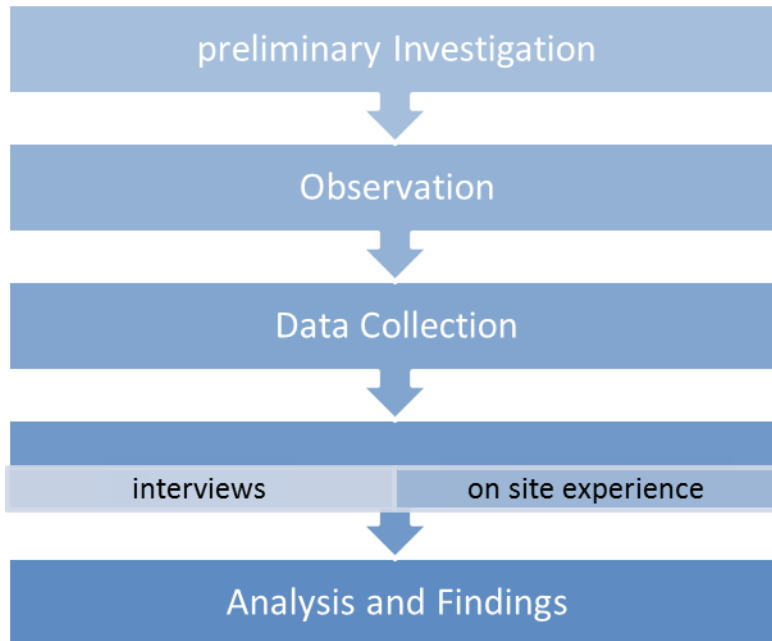 preliminary Investigation
Observation
Data Collection
interviews
on site experience
Analysis and Findings